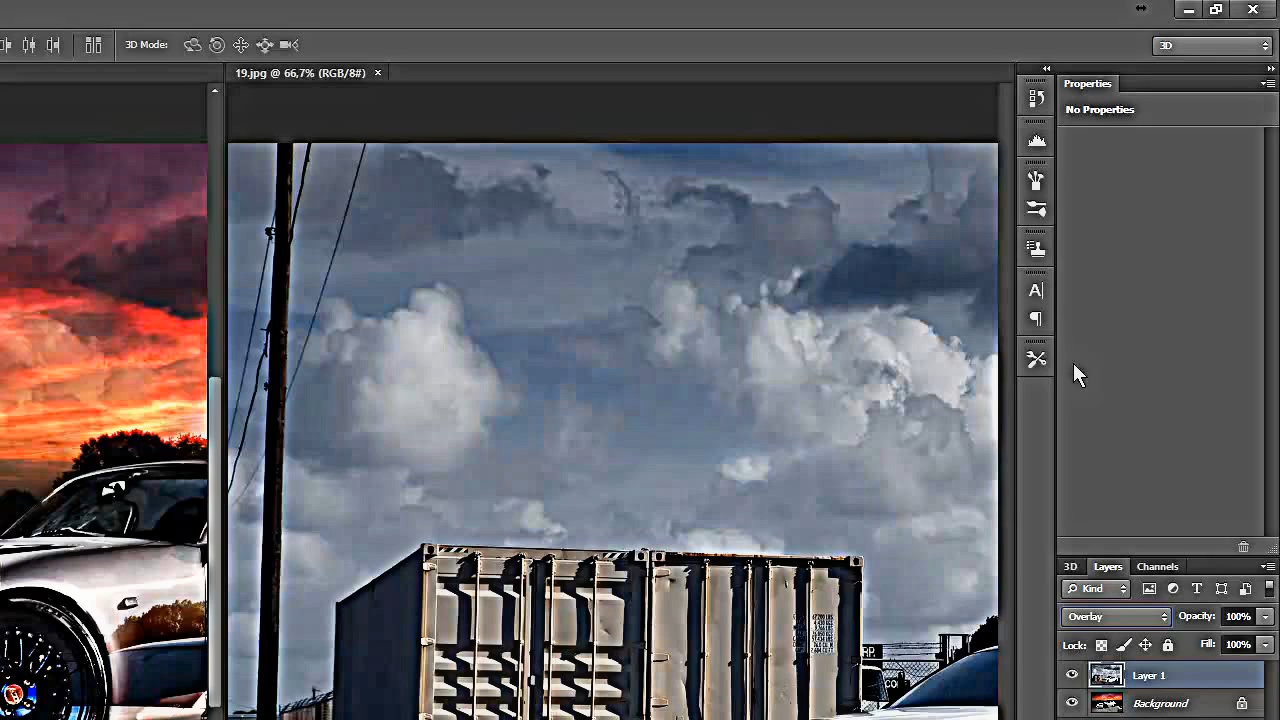 3D Mode:
3D
19.jpg @ 66,7% (RGB/8#) ×
Properties
No Properties
3D Layers Channels
Kind
Overlay Opacity: 100%
Lock: Fill: 100%
Layer 1
Background